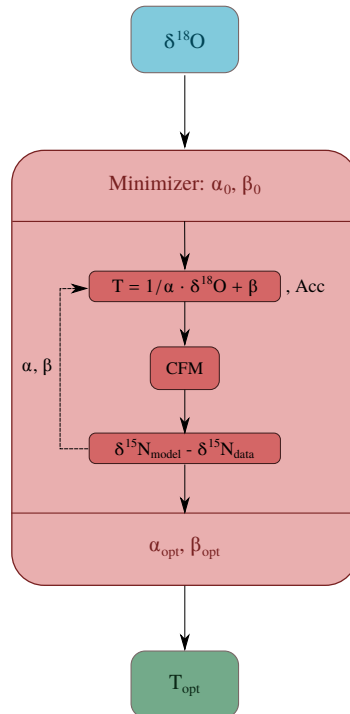 δ¹⁸O
Minimizer: α₀, β₀
T = 1/α · δ¹⁸O + β , Acc
α, β
CFM
δ¹⁵N_model - δ¹⁵N_data
α_opt, β_opt
T_opt